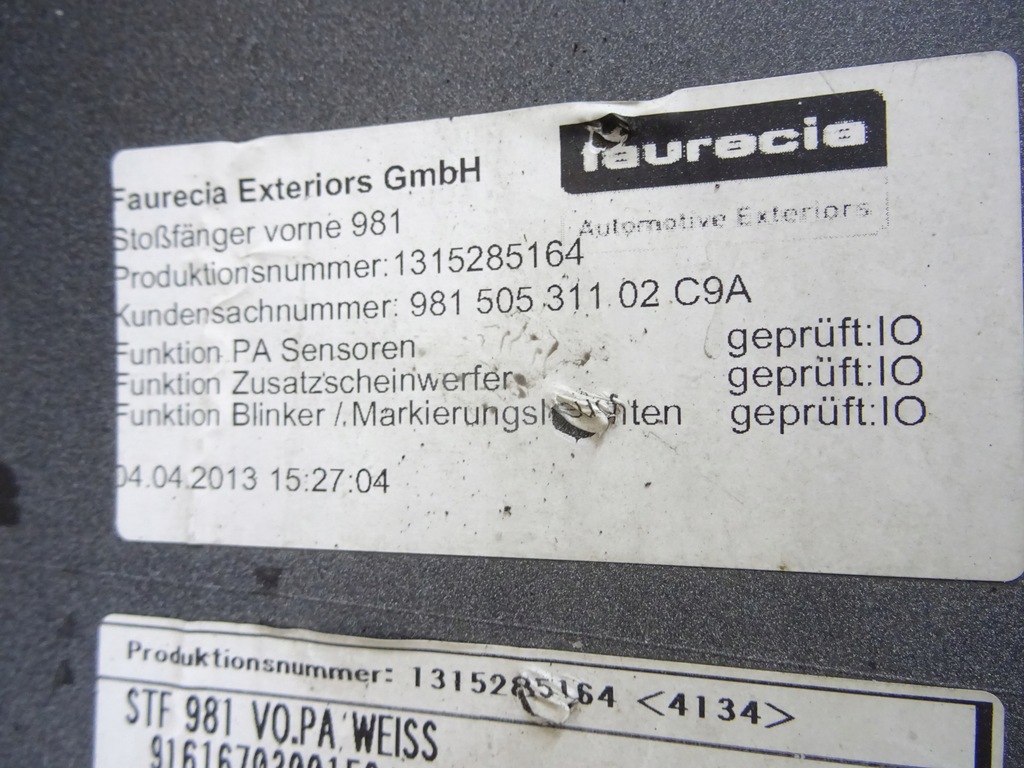 Faurecia Exteriors GmbH
faurecia
Automotive Exteriors
Stoßfänger vorne 981
Produktionsnummer:1315285164
Kundensachnummer: 981 505 311 02 C9A
Funktion PA Sensoren geprüft:IO
Funktion Zusatzscheinwerfer geprüft:IO
Funktion Blinker /.Markierungsleuchten geprüft:IO
04.04.2013 15:27:04
Produktionsnummer: 1315285164 <4134>
STF 981 VO.PA WEISS